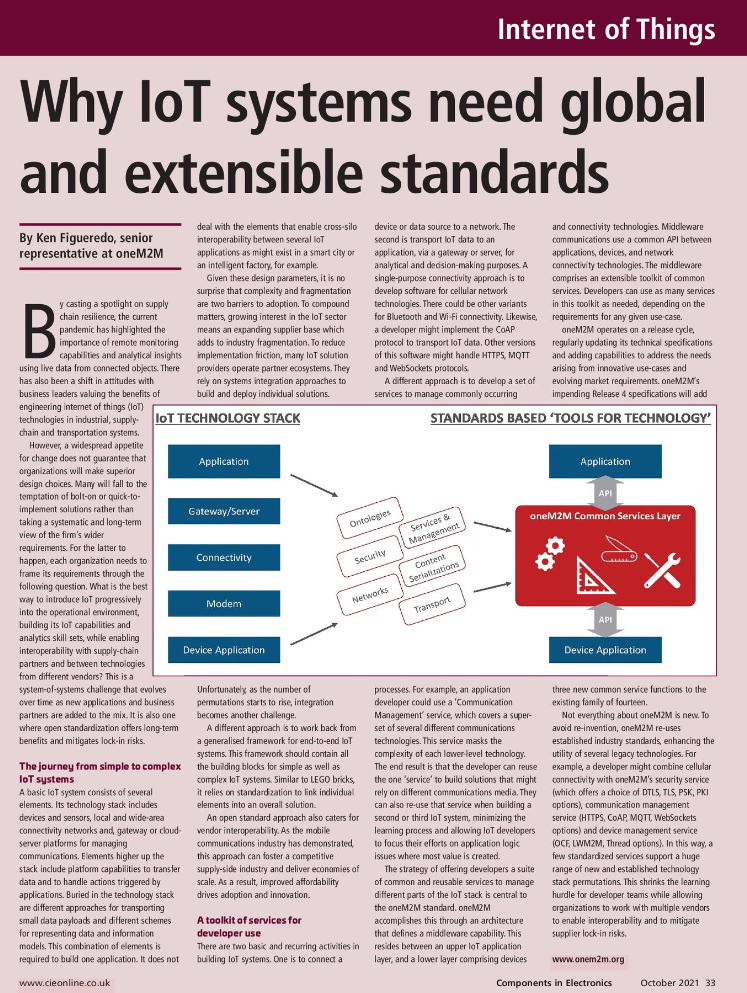 Internet of Things
Why IoT systems need global
and extensible standards
By Ken Figueredo, senior
representative at oneM2M
By casting a spotlight on supply
chain resilience, the current
pandemic has highlighted the
importance of remote monitoring
capabilities and analytical insights
using live data from connected objects. There
has also been a shift in attitudes with
business leaders valuing the benefits of
engineering internet of things (IoT)
technologies in industrial, supply-
chain and transportation systems.
However, a widespread appetite
for change does not guarantee that
organizations will make superior
design choices. Many will fall to the
temptation of bolt-on or quick-to-
implement solutions rather than
taking a systematic and long-term
view of the firm's wider
requirements. For the latter to
happen, each organization needs to
frame its requirements through the
following question. What is the best
way to introduce IoT progressively
into the operational environment,
building its IoT capabilities and
analytics skill sets, while enabling
interoperability with supply-chain
partners and between technologies
from different vendors? This is a
system-of-systems challenge that evolves
over time as new applications and business
partners are added to the mix. It is also one
where open standardization offers long-term
benefits and mitigates lock-in risks.
The journey from simple to complex
IoT systems
A basic IoT system consists of several
elements. Its technology stack includes
devices and sensors, local and wide-area
connectivity networks and, gateway or cloud-
server platforms for managing
communications. Elements higher up the
stack include platform capabilities to transfer
data and to handle actions triggered by
applications. Buried in the technology stack
are different approaches for transporting
small data payloads and different schemes
for representing data and information
models. This combination of elements is
required to build one application. It does not
deal with the elements that enable cross-silo
interoperability between several IoT
applications as might exist in a smart city or
an intelligent factory, for example.
Given these design parameters, it is no
surprise that complexity and fragmentation
are two barriers to adoption. To compound
matters, growing interest in the IoT sector
means an expanding supplier base which
adds to industry fragmentation. To reduce
implementation friction, many IoT solution
providers operate partner ecosystems. They
rely on systems integration approaches to
build and deploy individual solutions.
Unfortunately, as the number of
permutations starts to rise, integration
becomes another challenge.
A different approach is to work back from
a generalised framework for end-to-end IoT
systems. This framework should contain all
the building blocks for simple as well as
complex IoT systems. Similar to LEGO bricks,
it relies on standardization to link individual
elements into an overall solution.
An open standard approach also caters for
vendor interoperability. As the mobile
communications industry has demonstrated,
this approach can foster a competitive
supply-side industry and deliver economies of
scale. As a result, improved affordability
drives adoption and innovation.
A toolkit of services for
developer use
There are two basic and recurring activities in
building IoT systems. One is to connect a
device or data source to a network. The
second is transport IoT data to an
application, via a gateway or server, for
analytical and decision-making purposes. A
single-purpose connectivity approach is to
develop software for cellular network
technologies. There could be other variants
for Bluetooth and Wi-Fi connectivity. Likewise,
a developer might implement the CoAP
protocol to transport IoT data. Other versions
of this software might handle HTTPS, MQTT
and WebSockets protocols.
A different approach is to develop a set of
services to manage commonly occurring
processes. For example, an application
developer could use a 'Communication
Management' service, which covers a super-
set of several different communications
technologies. This service masks the
complexity of each lower-level technology.
The end result is that the developer can reuse
the one 'service' to build solutions that might
rely on different communications media. They
can also re-use that service when building a
second or third IoT system, minimizing the
learning process and allowing IoT developers
to focus their efforts on application logic
issues where most value is created.
The strategy of offering developers a suite
of common and reusable services to manage
different parts of the IoT stack is central to
the oneM2M standard. oneM2M
accomplishes this through an architecture
that defines a middleware capability. This
resides between an upper IoT application
layer, and a lower layer comprising devices
and connectivity technologies. Middleware
communications use a common API between
applications, devices, and network
connectivity technologies. The middleware
comprises an extensible toolkit of common
services. Developers can use as many services
in this toolkit as needed, depending on the
requirements for any given use-case.
oneM2M operates on a release cycle,
regularly updating its technical specifications
and adding capabilities to address the needs
arising from innovative use-cases and
evolving market requirements. oneM2M's
impending Release 4 specifications will add
three new common service functions to the
existing family of fourteen.
Not everything about oneM2M is new. To
avoid re-invention, oneM2M re-uses
established industry standards, enhancing the
utility of several legacy technologies. For
example, a developer might combine cellular
connectivity with oneM2M's security service
(which offers a choice of DTLS, TLS, PSK, PKI
options), communication management
service (HTTPS, CoAP, MQTT, WebSockets
options) and device management service
(OCF, LWM2M, Thread options). In this way, a
few standardized services support a huge
range of new and established technology
stack permutations. This shrinks the learning
hurdle for developer teams while allowing
organizations to work with multiple vendors
to enable interoperability and to mitigate
supplier lock-in risks.
www.onem2m.org
IoT TECHNOLOGY STACK
Application
Gateway/Server
Connectivity
Modem
Device Application
Ontologies
Security
Networks
Services &
Management
Content
Serializations
Transport
STANDARDS BASED 'TOOLS FOR TECHNOLOGY'
Application
API
oneM2M Common Services Layer
API
Device Application
www.cieonline.co.uk
Components in Electronics October 2021 33